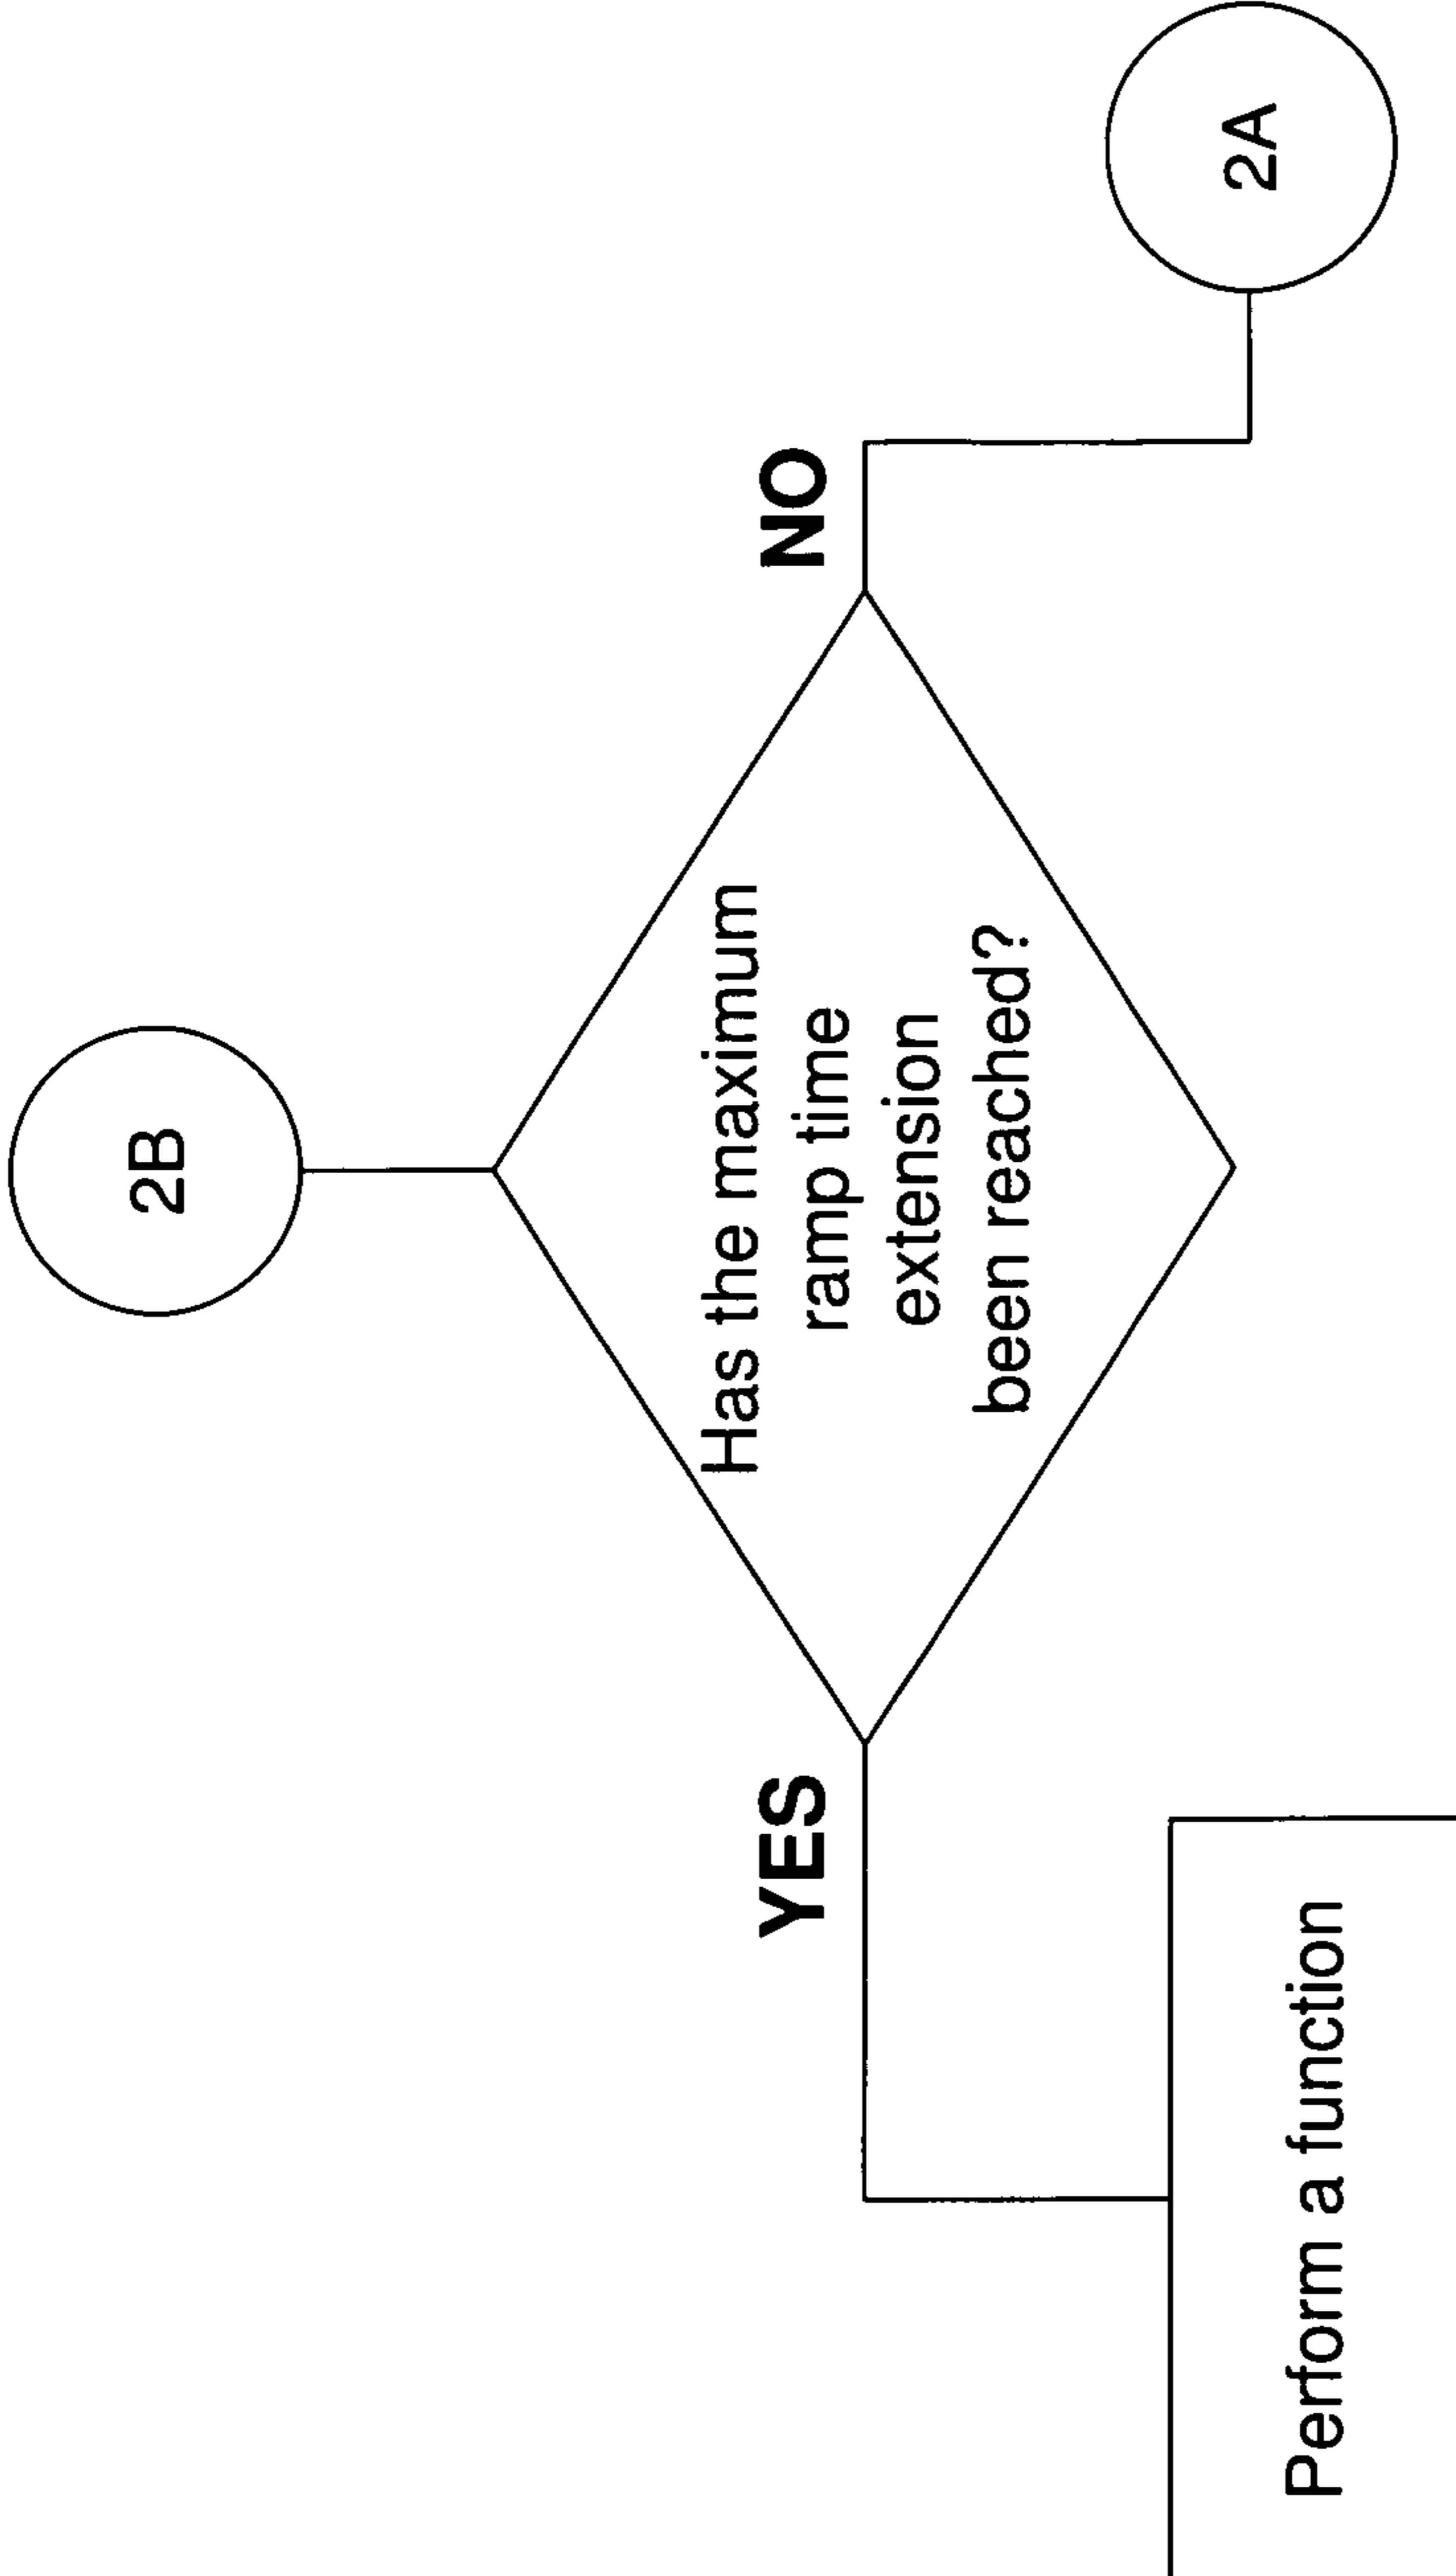 2B
Has the maximum
ramp time
extension
been reached?
YES
NO
2A
Perform a function